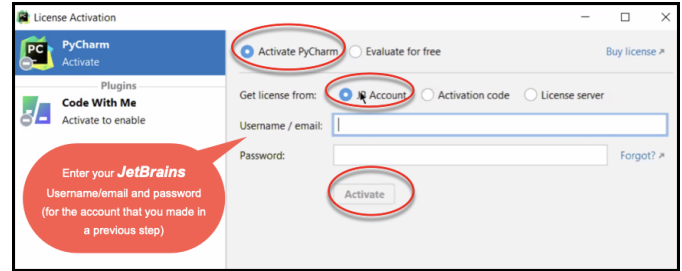 License Activation
PC
PyCharm
Activate
Plugins
Code With Me
Activate to enable
Activate PyCharm
Evaluate for free
Buy license
Get license from:
JB Account
Activation code
License server
Username / email:
Password:
Forgot?
Activate
Enter your JetBrains
Username/email and password
(for the account that you made in
a previous step)